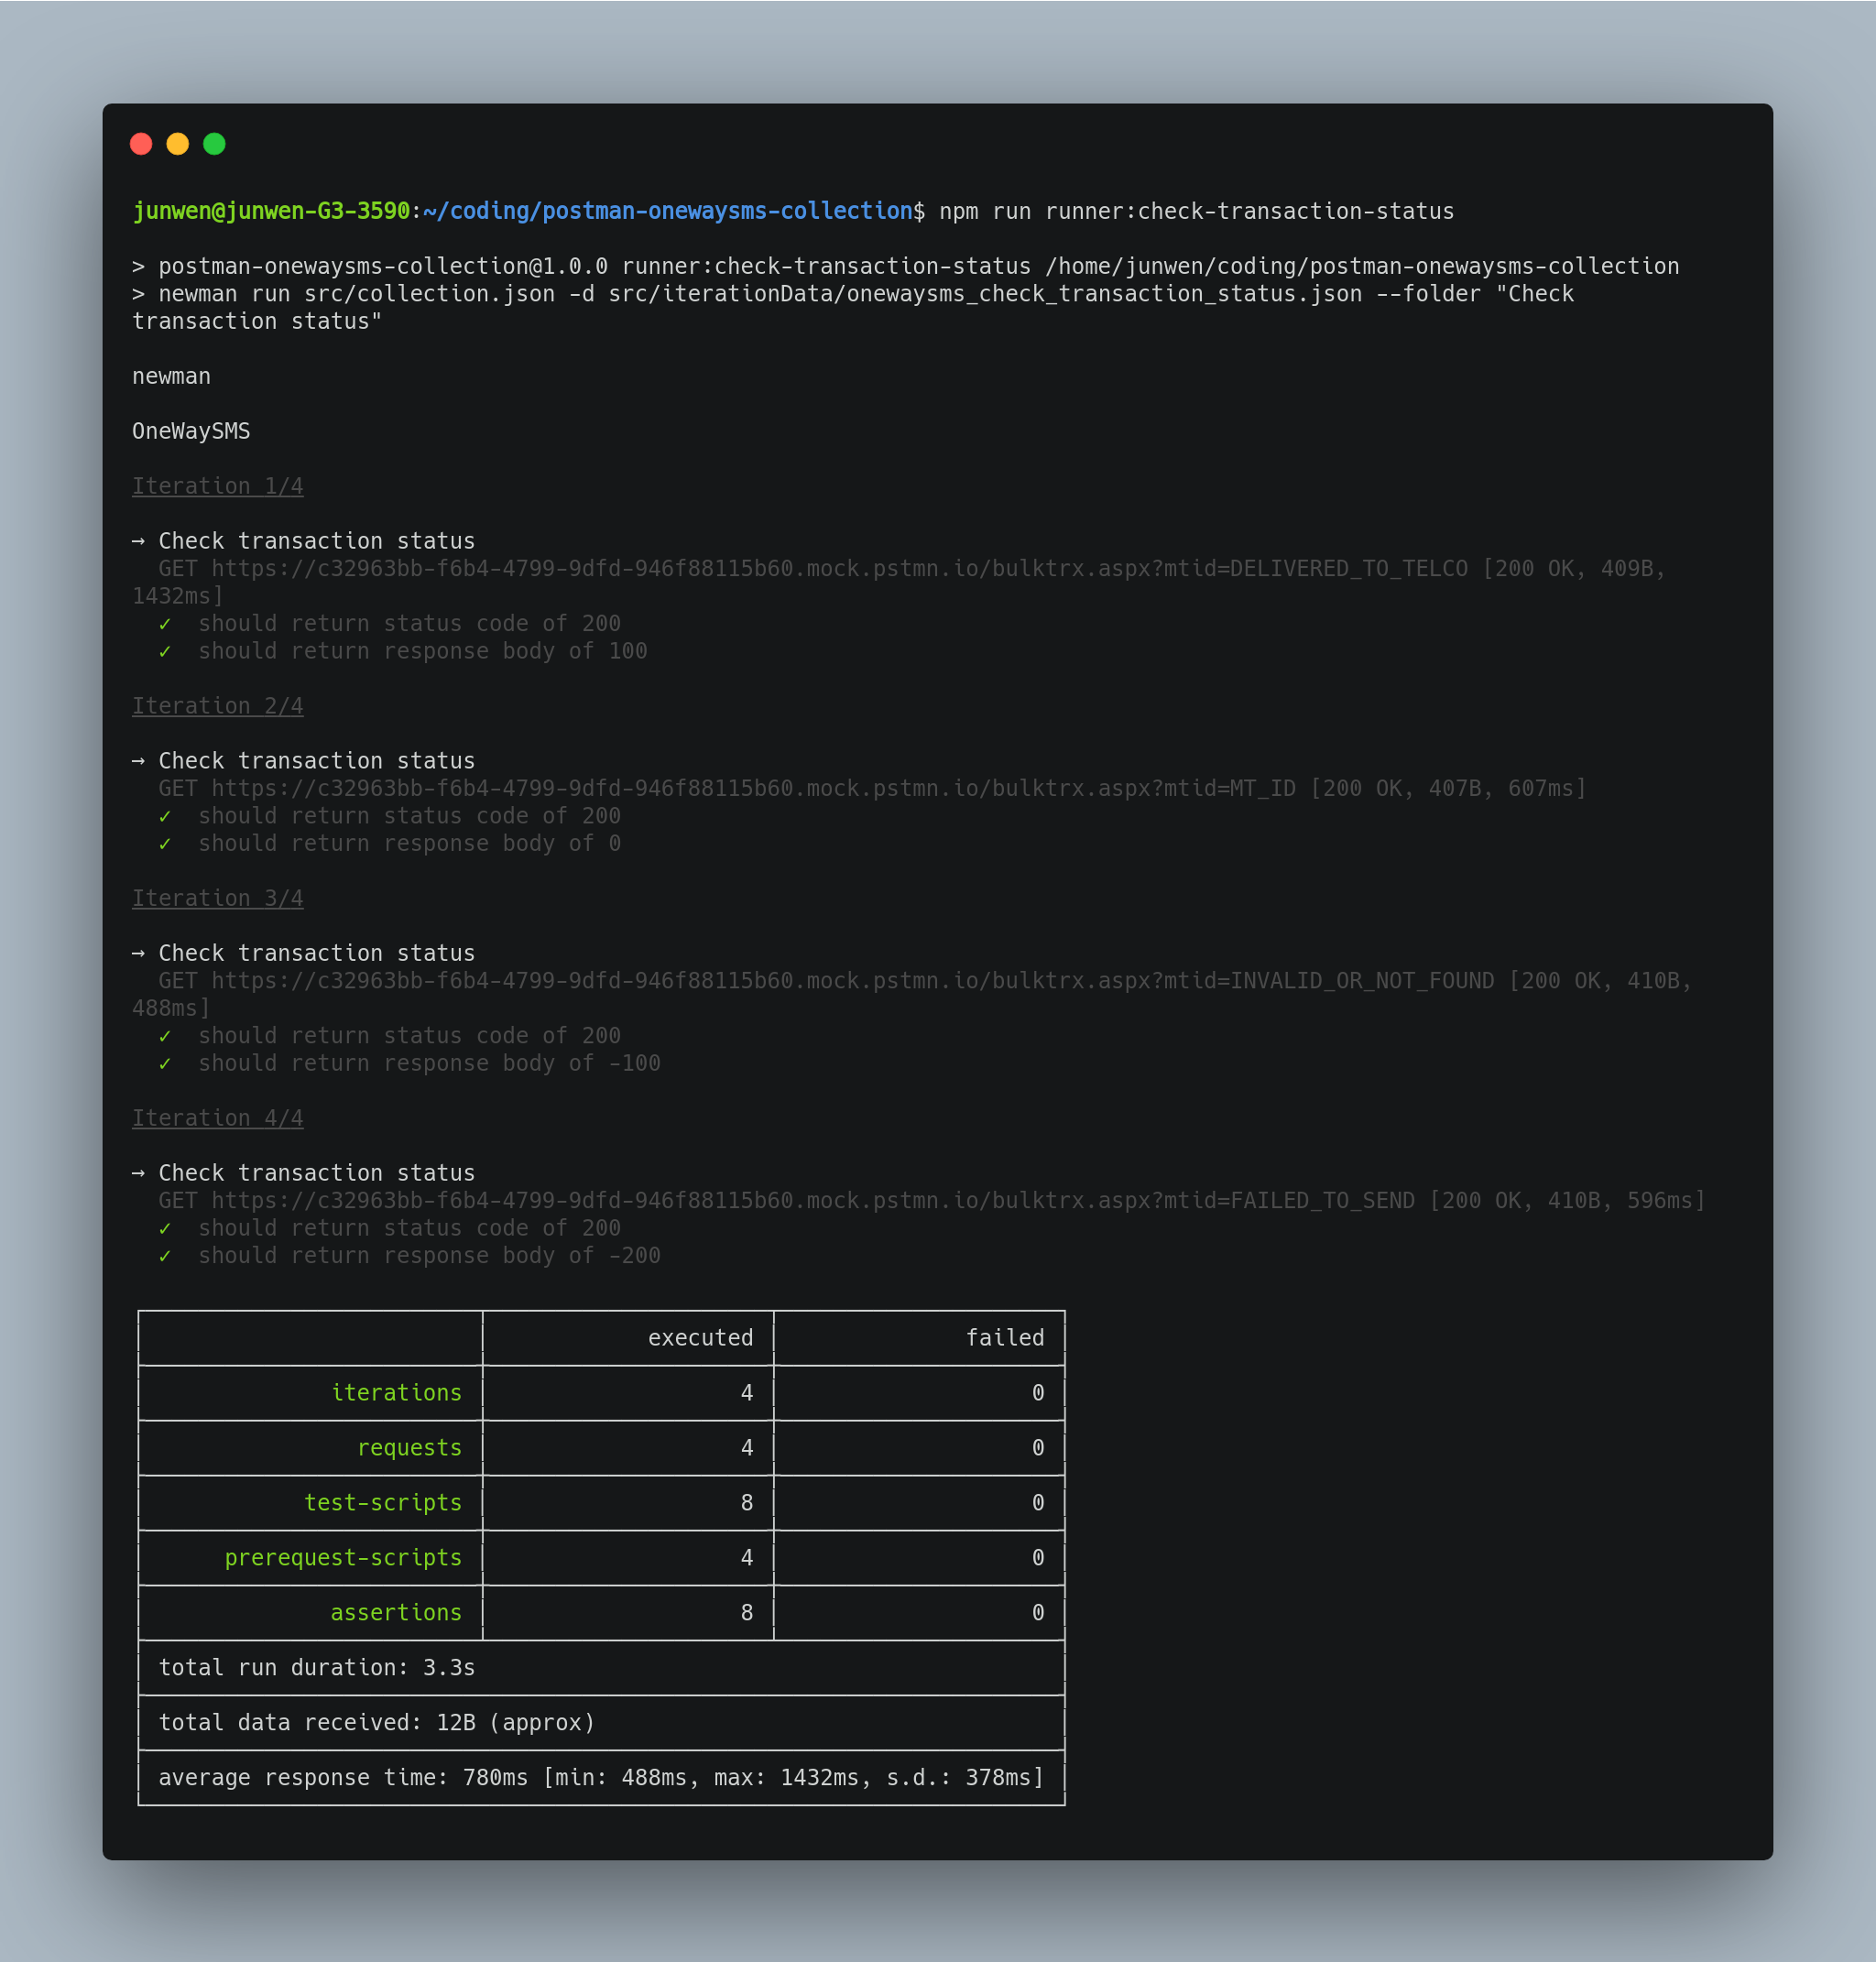 junwen@junwen-G3-3590:~/coding/postman-onewaysms-collection$ npm run runner:check-transaction-status
> postman-onewaysms-collection@1.0.0 runner:check-transaction-status /home/junwen/coding/postman-onewaysms-collection
> newman run src/collection.json -d src/iterationData/onewaysms_check_transaction_status.json --folder "Check
transaction status"
newman
OneWaySMS
Iteration 1/4
→ Check transaction status
GET https://c32963bb-f6b4-4799-9dfd-946f88115b60.mock.pstmn.io/bulktrx.aspx?mtid=DELIVERED_TO_TELCO [200 OK, 409B,
1432ms]
✓ should return status code of 200
✓ should return response body of 100
Iteration 2/4
→ Check transaction status
GET https://c32963bb-f6b4-4799-9dfd-946f88115b60.mock.pstmn.io/bulktrx.aspx?mtid=MT_ID [200 OK, 407B, 607ms]
✓ should return status code of 200
✓ should return response body of 0
Iteration 3/4
→ Check transaction status
GET https://c32963bb-f6b4-4799-9dfd-946f88115b60.mock.pstmn.io/bulktrx.aspx?mtid=INVALID_OR_NOT_FOUND [200 OK, 410B,
488ms]
✓ should return status code of 200
✓ should return response body of -100
Iteration 4/4
→ Check transaction status
GET https://c32963bb-f6b4-4799-9dfd-946f88115b60.mock.pstmn.io/bulktrx.aspx?mtid=FAILED_TO_SEND [200 OK, 410B, 596ms]
✓ should return status code of 200
✓ should return response body of -200
executed failed
iterations 4 0
requests 4 0
test-scripts 8 0
prerequest-scripts 4 0
assertions 8 0
total run duration: 3.3s
total data received: 12B (approx)
average response time: 780ms [min: 488ms, max: 1432ms, s.d.: 378ms]